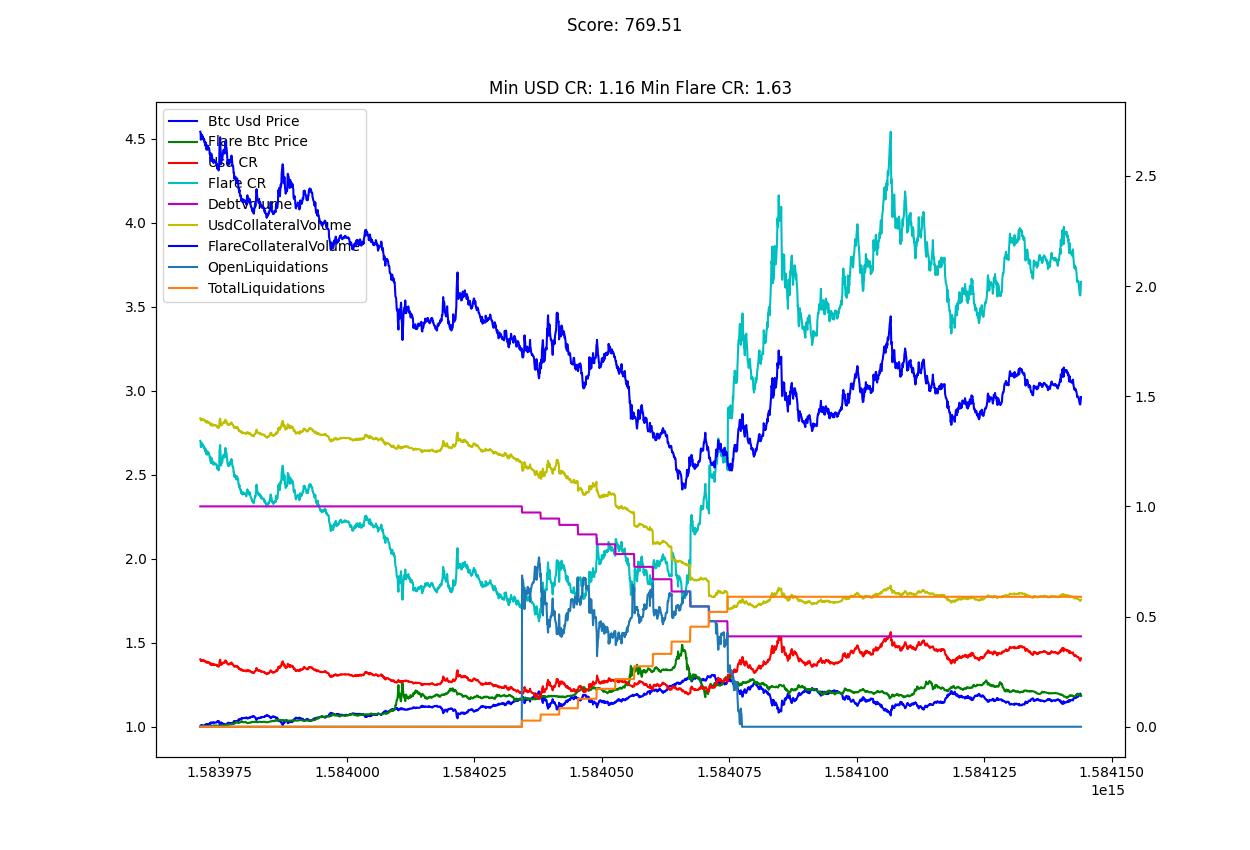 Score: 769.51
Min USD CR: 1.16 Min Flare CR: 1.63
Btc Usd Price
Flare Btc Price
Usd CR
Flare CR
DebtVolume
UsdCollateralVolume
FlareCollateralVolume
OpenLiquidations
TotalLiquidations
4.5
4.0
3.5
3.0
2.5
2.0
1.5
1.0
2.5
2.0
1.5
1.0
0.5
0.0
1.583975
1.584000
1.584025
1.584050
1.584075
1.584100
1.584125
1.584150
1e15